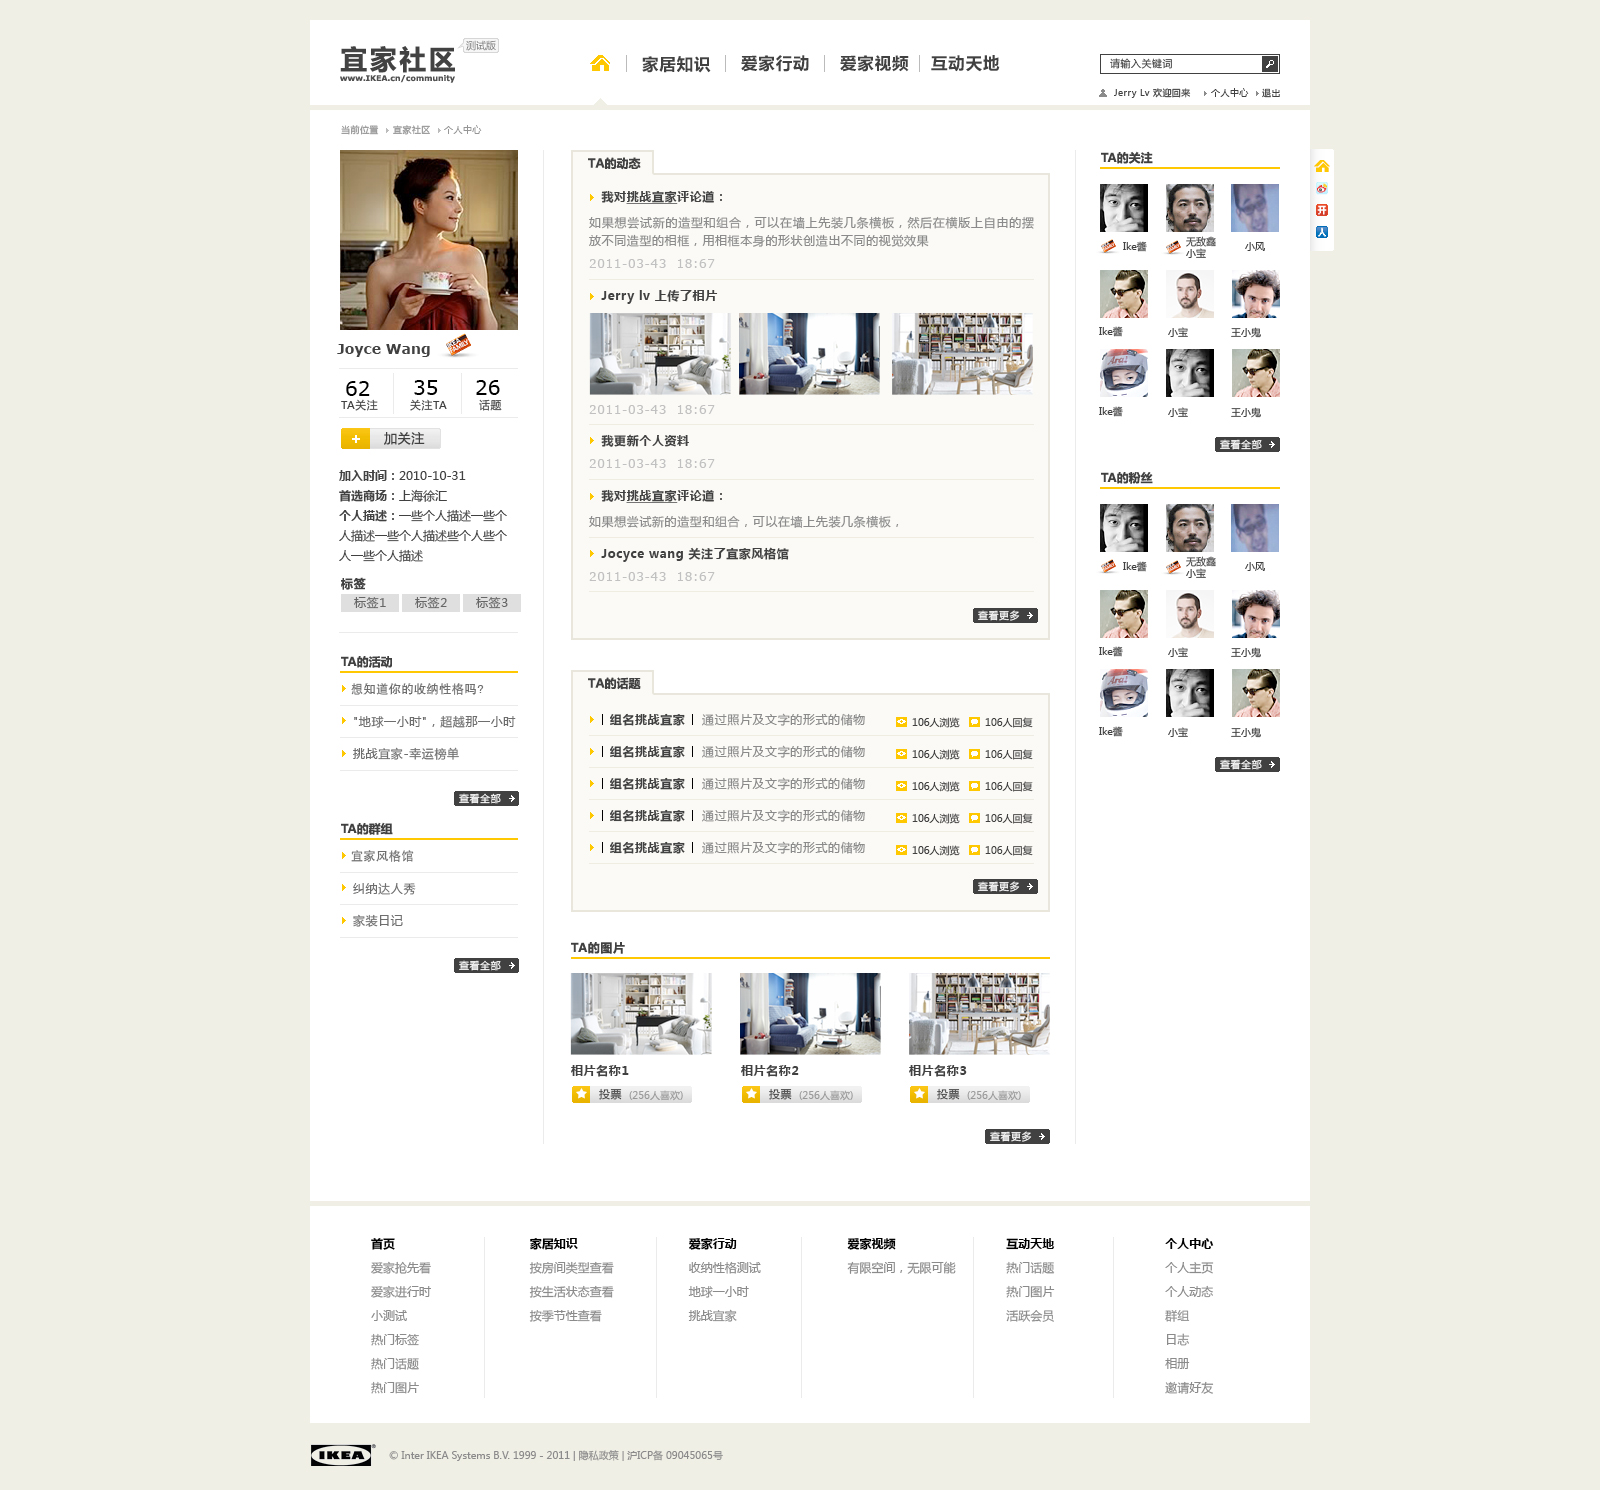 宜家社区
测试版
www.IKEA.cn/community
家居知识
爱家行动
爱家视频
互动天地
请输入关键词
Jerry Lv 欢迎回来
个人中心
退出
当前位置
宜家社区
个人中心
Joyce Wang
62
TA关注
35
关注TA
26
话题
+ 加关注
加入时间：2010-10-31
首选商场：上海徐汇
个人描述：一些个人描述一些个
人描述一些个人描述些个人些个
人一些个人描述
标签
标签1
标签2
标签3
TA的活动
想知道你的收纳性格吗?
"地球一小时"，超越那一小时
挑战宜家-幸运榜单
查看全部
TA的群组
宜家风格馆
纠纳达人秀
家装日记
查看全部
TA的动态
我对挑战宜家评论道：
如果想尝试新的造型和组合，可以在墙上先装几条横板，然后在横版上自由的摆
放不同造型的相框，用相框本身的形状创造出不同的视觉效果
2011-03-43 18:67
Jerry lv 上传了相片
2011-03-43 18:67
我更新个人资料
2011-03-43 18:67
我对挑战宜家评论道：
如果想尝试新的造型和组合，可以在墙上先装几条横板，
Jocyce wang 关注了宜家风格馆
2011-03-43 18:67
查看更多
TA的话题
组名挑战宜家 | 通过照片及文字的形式的储物 106人浏览 106人回复
组名挑战宜家 | 通过照片及文字的形式的储物 106人浏览 106人回复
组名挑战宜家 | 通过照片及文字的形式的储物 106人浏览 106人回复
组名挑战宜家 | 通过照片及文字的形式的储物 106人浏览 106人回复
组名挑战宜家 | 通过照片及文字的形式的储物 106人浏览 106人回复
查看更多
TA的图片
相片名称1
投票 (256人喜欢)
相片名称2
投票 (256人喜欢)
相片名称3
投票 (256人喜欢)
查看更多
TA的关注
Ike酱
无敌鑫
小宝
小风
Ike酱
小宝
王小鬼
Ike酱
小宝
王小鬼
查看全部
TA的粉丝
Ike酱
无敌鑫
小宝
小风
Ike酱
小宝
王小鬼
Ike酱
小宝
王小鬼
查看全部
开
人
首页
爱家抢先看
爱家进行时
小测试
热门标签
热门话题
热门图片
家居知识
按房间类型查看
按生活状态查看
按季节性查看
爱家行动
收纳性格测试
地球一小时
挑战宜家
爱家视频
有限空间，无限可能
互动天地
热门话题
热门图片
活跃会员
个人中心
个人主页
个人动态
群组
日志
相册
邀请好友
IKEA
© Inter IKEA Systems B.V. 1999 - 2011 | 隐私政策 | 沪ICP备 09045065号